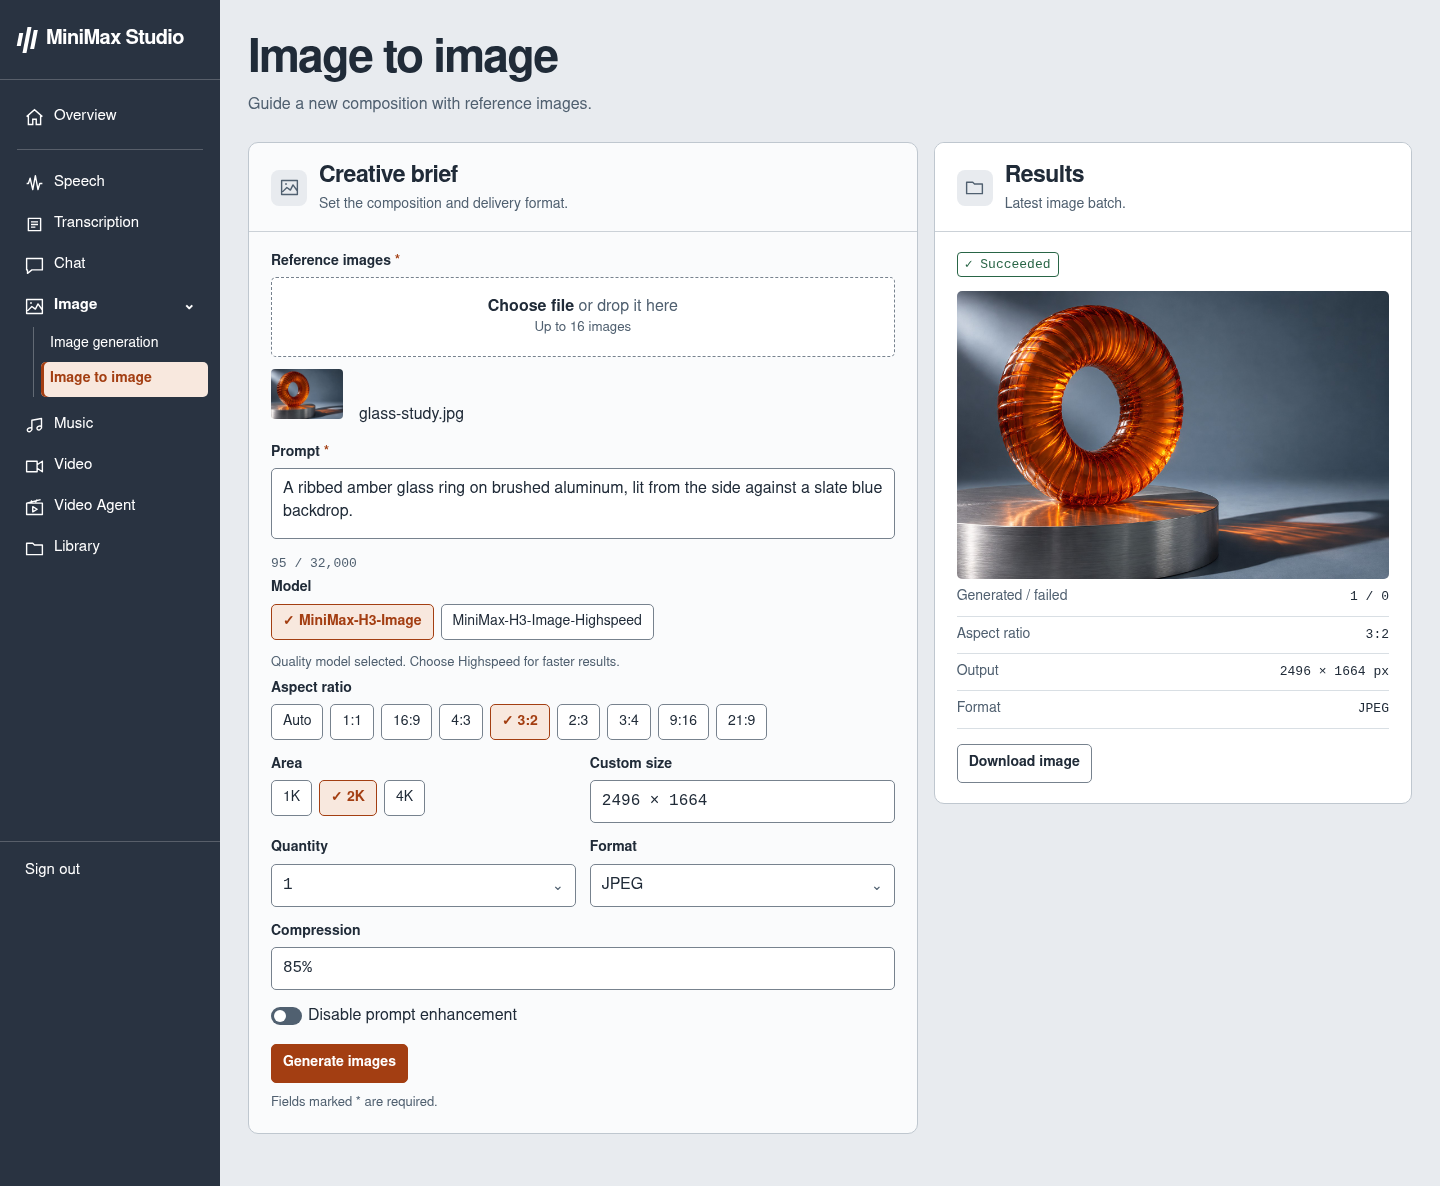 MiniMax Studio
Overview
Speech
Transcription
Chat
Image
Image generation
Image to image
Music
Video
Video Agent
Library
Sign out
Image to image
Guide a new composition with reference images.
Creative brief
Set the composition and delivery format.
Reference images *
Choose file or drop it here
Up to 16 images
glass-study.jpg
Prompt *
A ribbed amber glass ring on brushed aluminum, lit from the side against a slate blue
backdrop.
95 / 32,000
Model
✓ MiniMax-H3-Image MiniMax-H3-Image-Highspeed
Quality model selected. Choose Highspeed for faster results.
Aspect ratio
Auto 1:1 16:9 4:3 ✓ 3:2 2:3 3:4 9:16 21:9
Area
1K ✓ 2K 4K
Custom size
2496 × 1664
Quantity
1
Format
JPEG
Compression
85%
Disable prompt enhancement
Generate images
Fields marked * are required.
Results
Latest image batch.
✓ Succeeded
Generated / failed 1 / 0
Aspect ratio 3:2
Output 2496 × 1664 px
Format JPEG
Download image